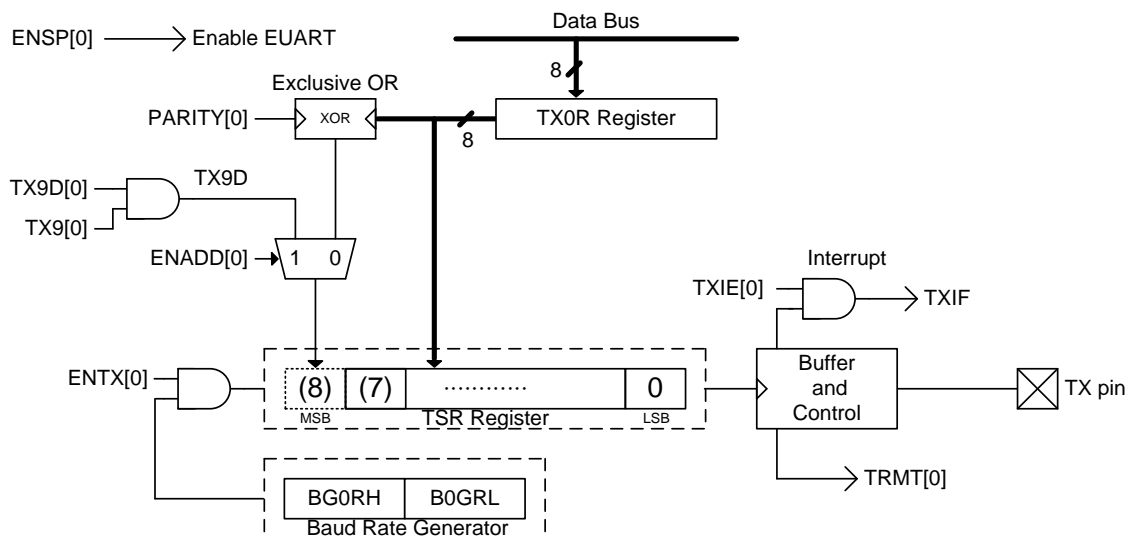 Data Bus
ENSP[0]
Enable EUART
8
Exclusive OR
PARITY[0]
XOR
TX0R Register
8
TX9D[0]
TX9D
TX9[0]
ENADD[0]
1 0
Interrupt
TXIE[0]
TXIF
ENTX[0]
(8) (7) ............ 0
MSB
TSR Register
LSB
Buffer
and
Control
TX pin
TRMT[0]
BG0RH B0GRL
Baud Rate Generator